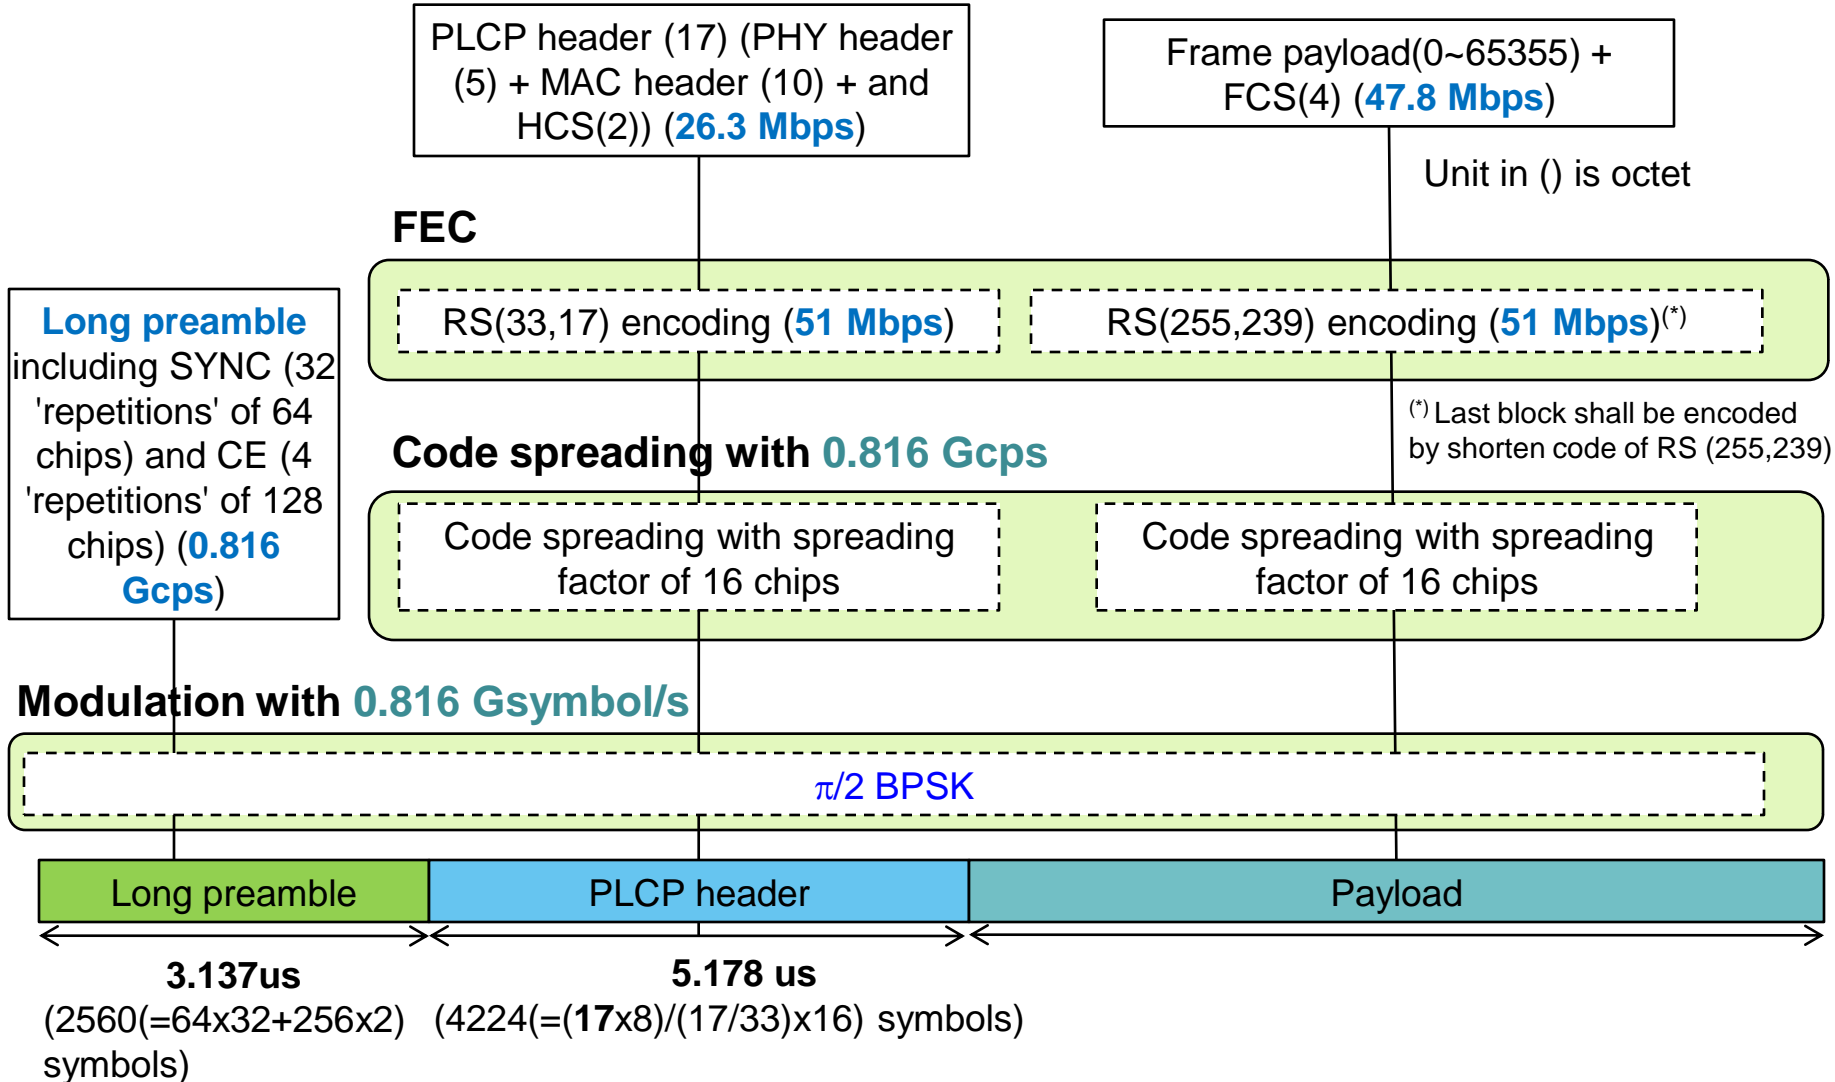 PLCP header (17) (PHY header
(5) + MAC header (10) + and
HCS(2)) (26.3 Mbps)
Frame payload(0~65355) +
FCS(4) (47.8 Mbps)
Unit in () is octet
FEC
RS(33,17) encoding (51 Mbps)
RS(255,239) encoding (51 Mbps)(*)
Long preamble
including SYNC (32
'repetitions' of 64
chips) and CE (4
'repetitions' of 128
chips) (0.816
Gcps)
(*) Last block shall be encoded
by shorten code of RS (255,239)
Code spreading with 0.816 Gcps
Code spreading with spreading
factor of 16 chips
Code spreading with spreading
factor of 16 chips
Modulation with 0.816 Gsymbol/s
π/2 BPSK
Long preamble
PLCP header
Payload
3.137us
(2560(=64x32+256x2)
symbols)
5.178 us
(4224(=(17x8)/(17/33)x16) symbols)